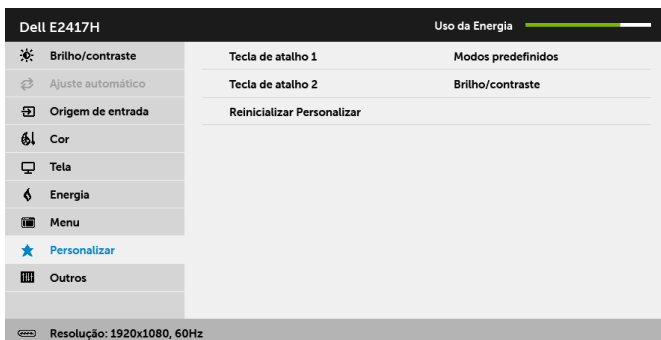 Dell E2417H
Uso da Energia
Brilho/contraste
Tecla de atalho 1 Modos predefinidos
Ajuste automático
Tecla de atalho 2 Brilho/contraste
Origem de entrada
Reinicializar Personalizar
Cor
Tela
Energia
Menu
Personalizar
Outros
Resolução: 1920x1080, 60Hz